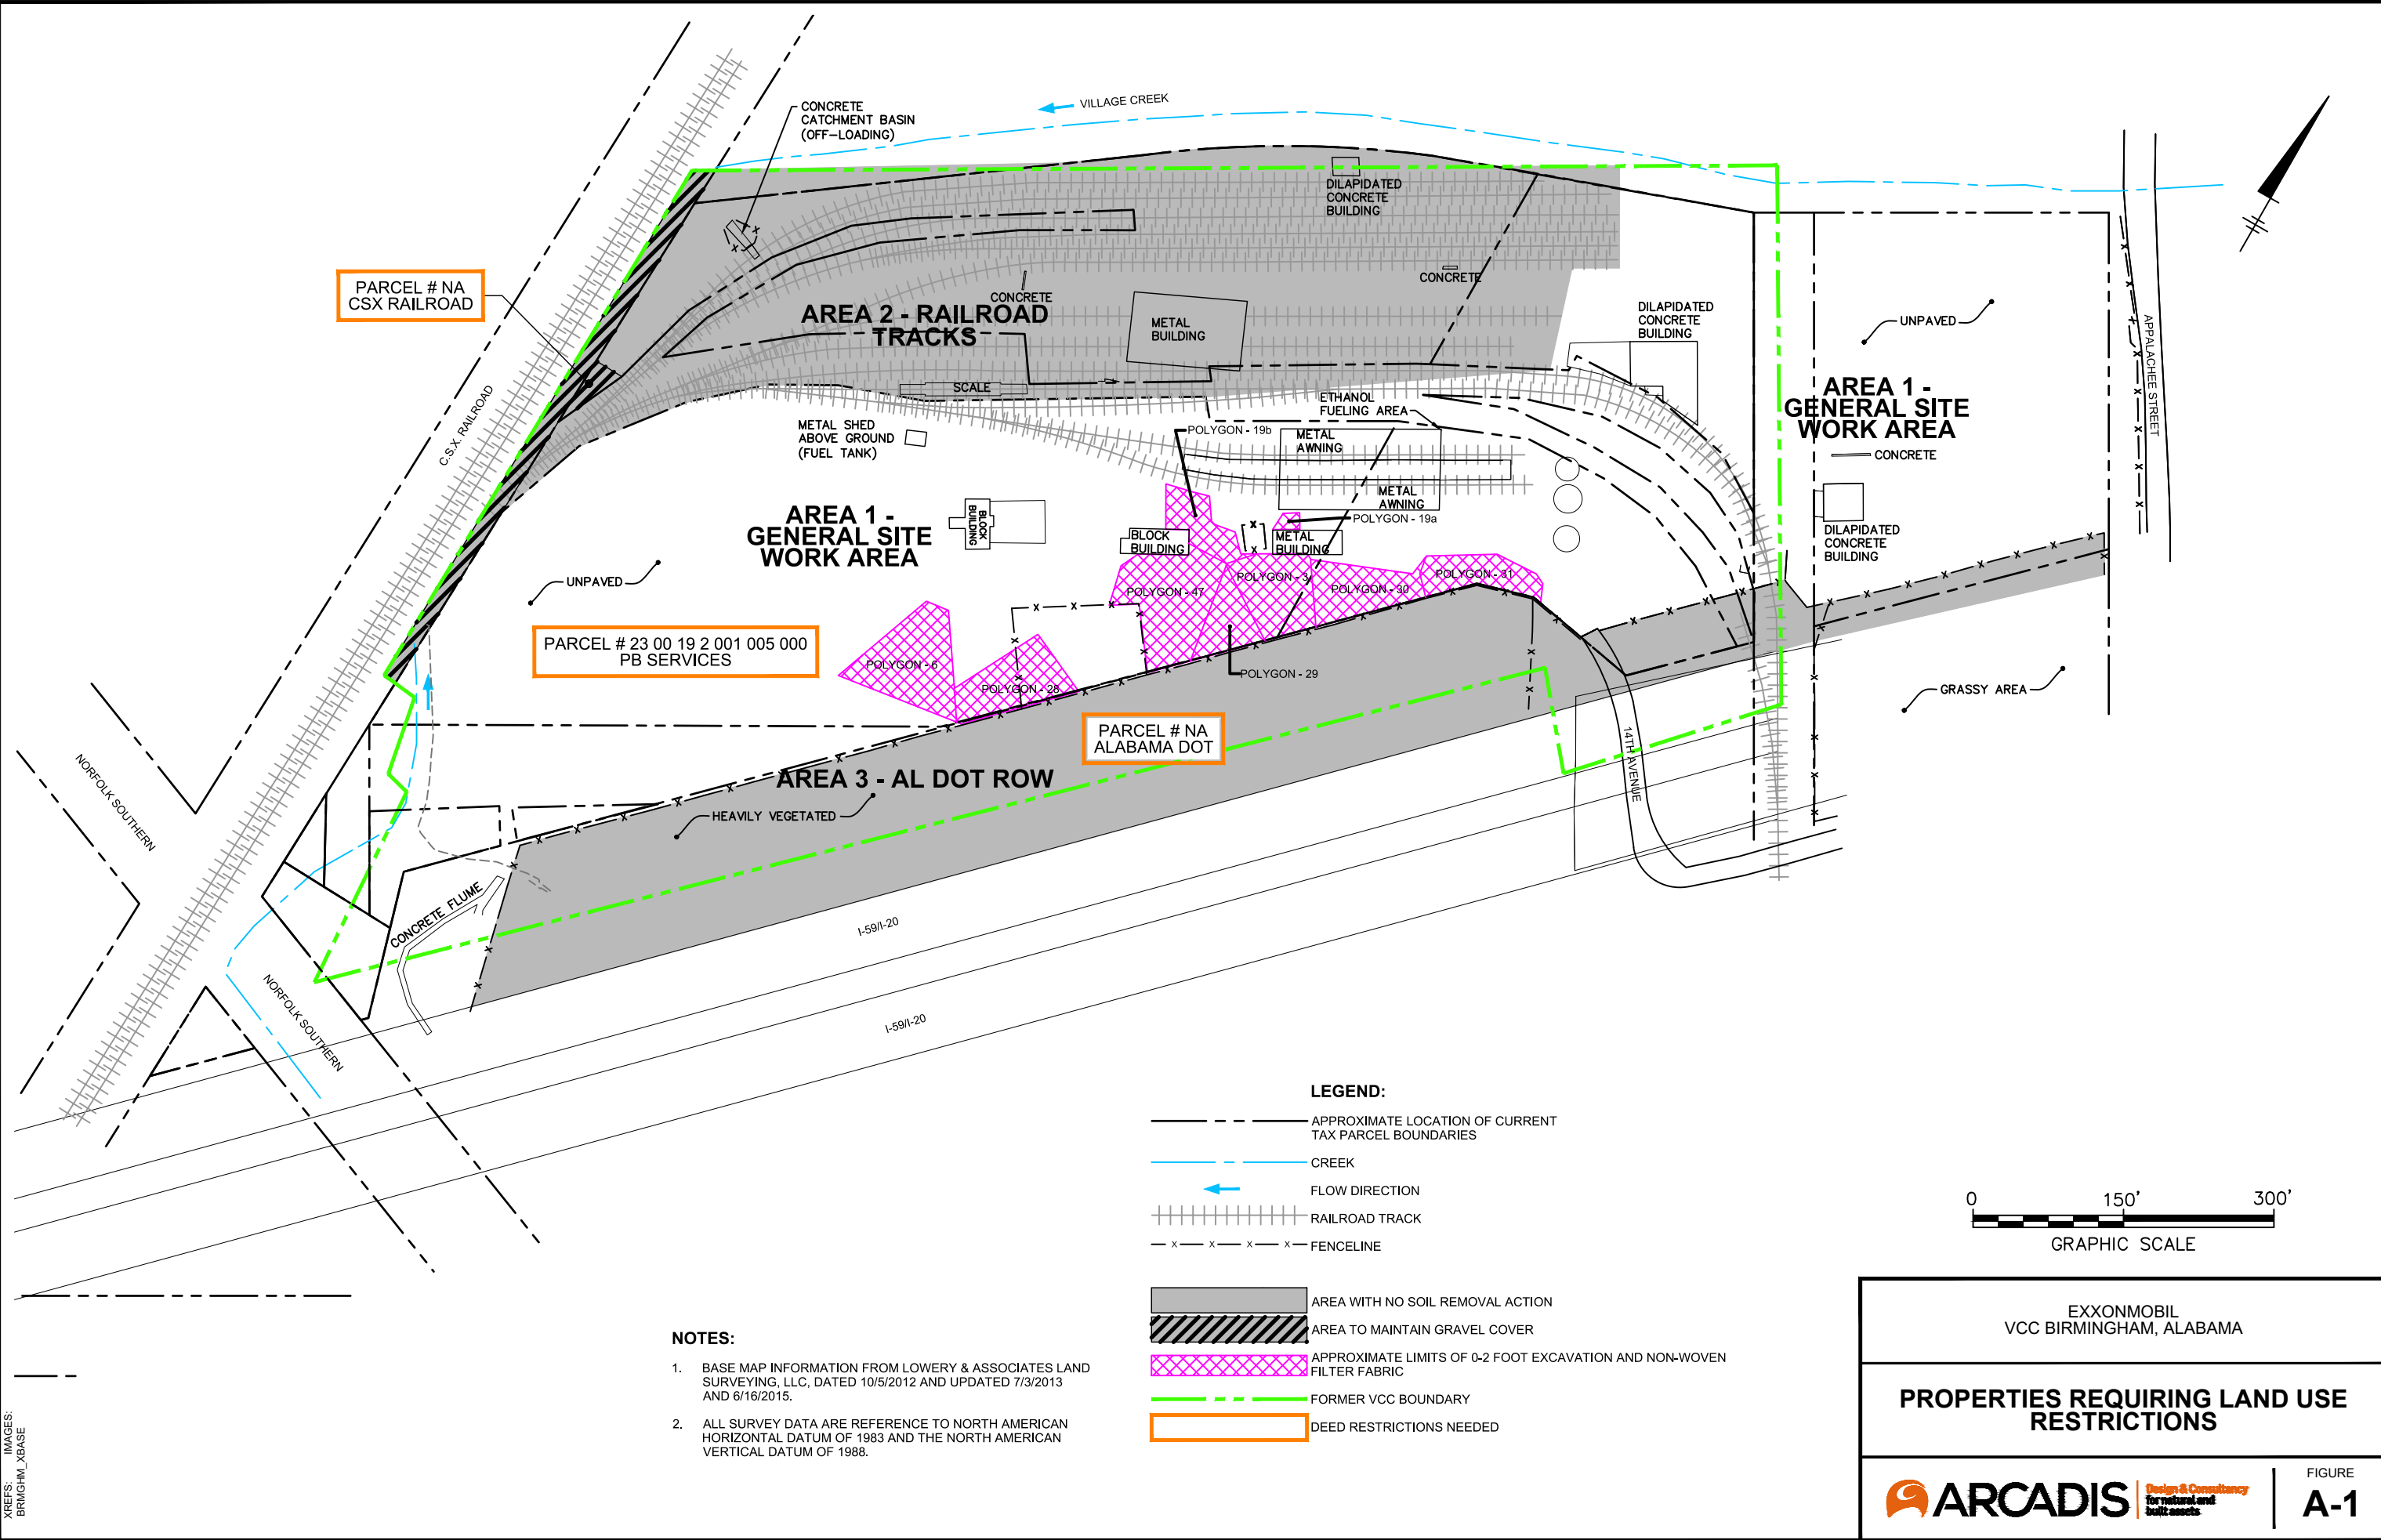 VILLAGE CREEK
CONCRETE
CATCHMENT BASIN
(OFF-LOADING)
DILAPIDATED
CONCRETE
BUILDING
PARCEL # NA
CSX RAILROAD
CONCRETE
CONCRETE
AREA 2 - RAILROAD
TRACKS
METAL
BUILDING
DILAPIDATED
CONCRETE
BUILDING
UNPAVED
APPALACHEE STREET
C.S.X. RAILROAD
SCALE
ETHANOL
FUELING AREA
AREA 1 -
GENERAL SITE
WORK AREA
CONCRETE
METAL SHED
ABOVE GROUND
(FUEL TANK)
POLYGON - 19b
METAL
AWNING
METAL
AWNING
POLYGON - 19a
AREA 1 -
GENERAL SITE
WORK AREA
BLOCK
BUILDING
BLOCK
BUILDING
METAL
BUILDING
DILAPIDATED
CONCRETE
BUILDING
UNPAVED
POLYGON - 47
POLYGON - 3
POLYGON - 30
POLYGON - 31
PARCEL # 23 00 19 2 001 005 000
PB SERVICES
POLYGON - 6
POLYGON - 28
POLYGON - 29
GRASSY AREA
PARCEL # NA
ALABAMA DOT
14TH AVENUE
AREA 3 - AL DOT ROW
HEAVILY VEGETATED
NORFOLK SOUTHERN
CONCRETE FLUME
I-59/I-20
NORFOLK SOUTHERN
I-59/I-20
LEGEND:
APPROXIMATE LOCATION OF CURRENT
TAX PARCEL BOUNDARIES
CREEK
FLOW DIRECTION
RAILROAD TRACK
FENCELINE
AREA WITH NO SOIL REMOVAL ACTION
AREA TO MAINTAIN GRAVEL COVER
APPROXIMATE LIMITS OF 0-2 FOOT EXCAVATION AND NON-WOVEN
FILTER FABRIC
FORMER VCC BOUNDARY
DEED RESTRICTIONS NEEDED
NOTES:
1. BASE MAP INFORMATION FROM LOWERY & ASSOCIATES LAND
SURVEYING, LLC, DATED 10/5/2012 AND UPDATED 7/3/2013
AND 6/16/2015.
2. ALL SURVEY DATA ARE REFERENCE TO NORTH AMERICAN
HORIZONTAL DATUM OF 1983 AND THE NORTH AMERICAN
VERTICAL DATUM OF 1988.
0 150' 300'
GRAPHIC SCALE
EXXONMOBIL
VCC BIRMINGHAM, ALABAMA
PROPERTIES REQUIRING LAND USE
RESTRICTIONS
ARCADIS
Design & Consultancy
for natural and
built assets
FIGURE
A-1
XREFS: IMAGES:
BRMGHM_XBASE